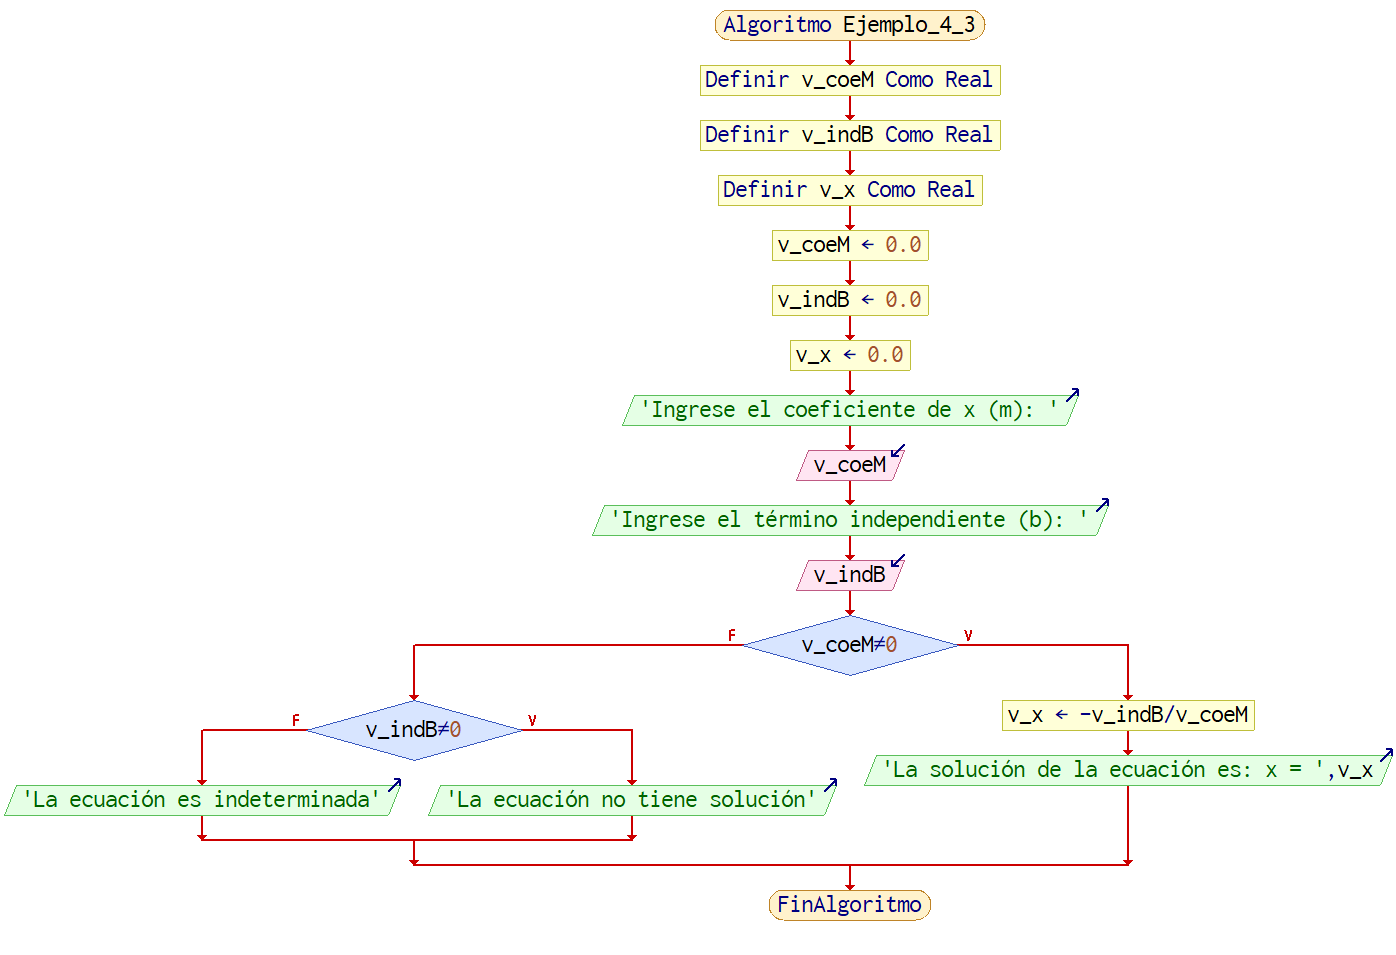 Algoritmo Ejemplo_4_3
Definir v_coeM Como Real
Definir v_indB Como Real
Definir v_x Como Real
v_coeM ← 0.0
v_indB ← 0.0
v_x ← 0.0
'Ingrese el coeficiente de x (m): '
v_coeM
'Ingrese el término independiente (b): '
v_indB
v_coeM≠0
F
V
v_indB≠0
F
V
v_x ← -v_indB/v_coeM
'La solución de la ecuación es: x = ',v_x
'La ecuación es indeterminada'
'La ecuación no tiene solución'
FinAlgoritmo